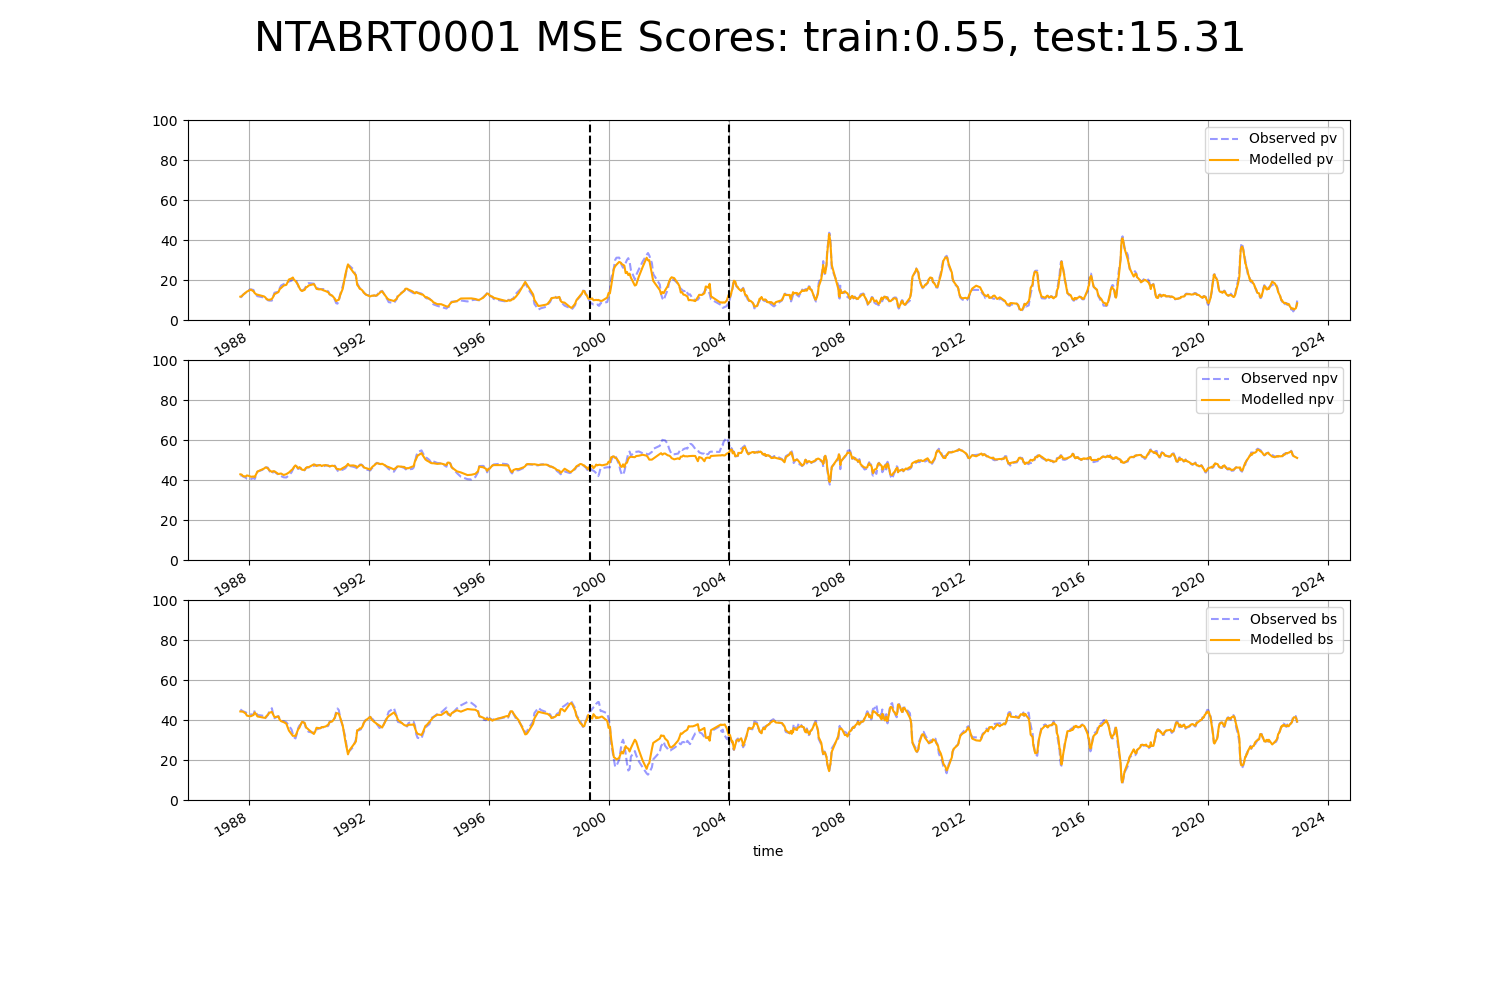 NTABRT0001 MSE Scores: train:0.55, test:15.31
100
80
60
40
20
0
Observed pv
Modelled pv
1988 1992 1996 2000 2004 2008 2012 2016 2020 2024
100
80
60
40
20
0
Observed npv
Modelled npv
1988 1992 1996 2000 2004 2008 2012 2016 2020 2024
100
80
60
40
20
0
Observed bs
Modelled bs
1988 1992 1996 2000 2004 2008 2012 2016 2020 2024
time